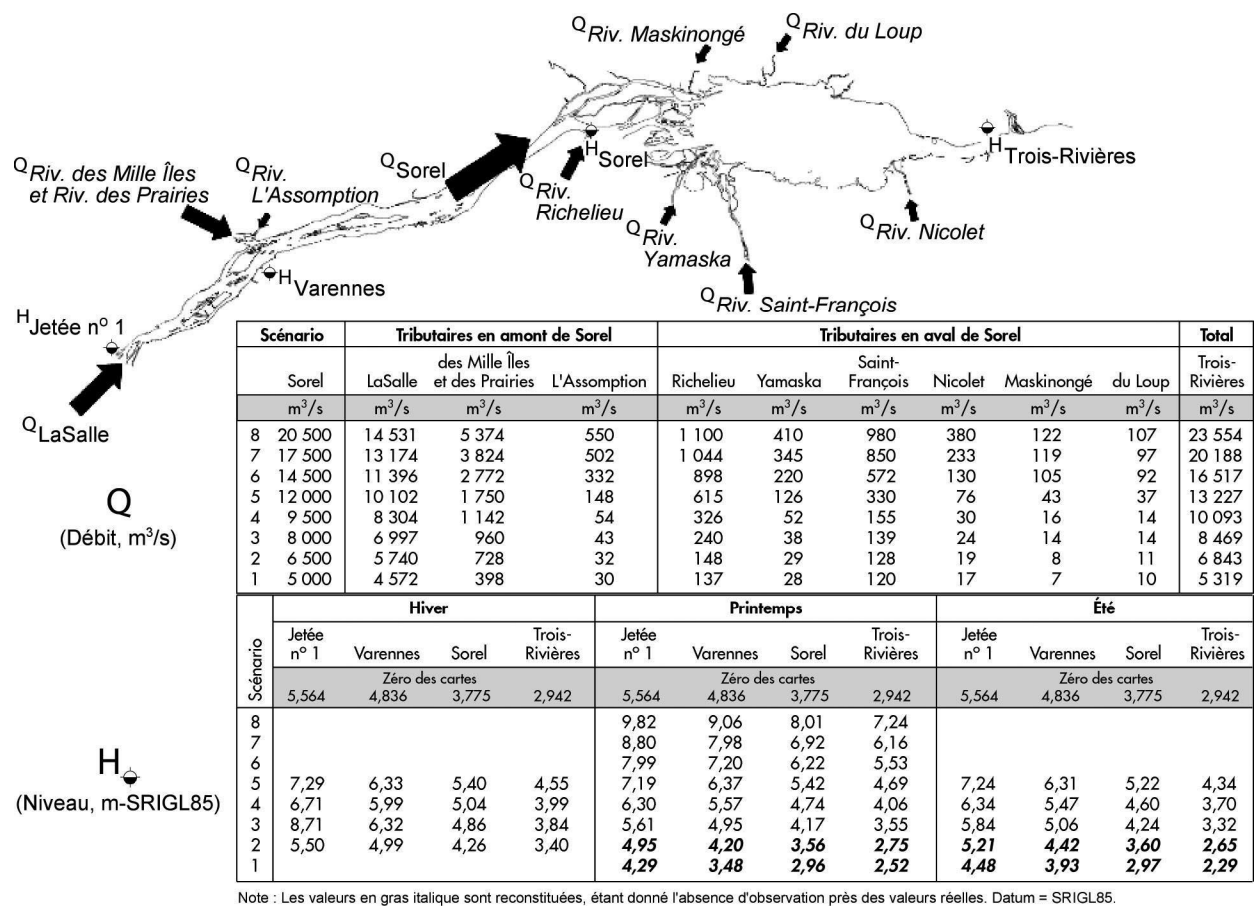 Q Riv. Maskinongé
Q Riv. du Loup
Q Riv. des Mille Îles
et Riv. des Prairies
Q Riv.
L'Assomption
Q Sorel
H Sorel
Q Riv.
Richelieu
H Trois-Rivières
Q Riv.
Yamaska
Q Riv. Nicolet
Q Riv. Saint-François
H Varennes
H Jetée nº 1
Q LaSalle
Scénario Tributaires en amont de Sorel Tributaires en aval de Sorel Total
Sorel LaSalle des Mille Îles et des Prairies L'Assomption Richelieu Yamaska Saint-François Nicolet Maskinongé du Loup Trois-Rivières
m³/s m³/s m³/s m³/s m³/s m³/s m³/s m³/s m³/s m³/s m³/s
8 20 500 14 531 5 374 550 1 100 410 980 380 122 107 23 554
7 17 500 13 174 3 824 502 1 044 345 850 233 119 97 20 188
6 14 500 11 396 2 772 332 898 220 572 130 105 92 16 517
5 12 000 10 102 1 750 148 615 126 330 76 43 37 13 227
4 9 500 8 304 1 142 54 326 52 155 30 16 14 10 093
3 8 000 6 997 960 43 240 38 139 24 14 14 8 469
2 6 500 5 740 728 32 148 29 128 19 8 11 6 843
1 5 000 4 572 398 30 137 28 120 17 7 10 5 319
Q
(Débit, m³/s)
Hiver Printemps Été
Scénario Jetée nº 1 Varennes Sorel Trois-Rivières Jetée nº 1 Varennes Sorel Trois-Rivières Jetée nº 1 Varennes Sorel Trois-Rivières
Zéro des cartes Zéro des cartes Zéro des cartes
5,564 4,836 3,775 2,942 5,564 4,836 3,775 2,942 5,564 4,836 3,775 2,942
8 9,82 9,06 8,01 7,24
7 8,80 7,98 6,92 6,16
6 7,99 7,20 6,22 5,53
5 7,29 6,33 5,40 4,55 7,19 6,37 5,42 4,69 7,24 6,31 5,22 4,34
4 6,71 5,99 5,04 3,99 6,30 5,57 4,74 4,06 6,34 5,47 4,60 3,70
3 8,71 6,32 4,86 3,84 5,61 4,95 4,17 3,55 5,84 5,06 4,24 3,32
2 5,50 4,99 4,26 3,40 4,95 4,20 3,56 2,75 5,21 4,42 3,60 2,65
1 4,29 3,48 2,96 2,52 4,48 3,93 2,97 2,29
H
(Niveau, m-SRIGL85)
Note : Les valeurs en gras italique sont reconstituées, étant donné l'absence d'observation près des valeurs réelles. Datum = SRIGL85.